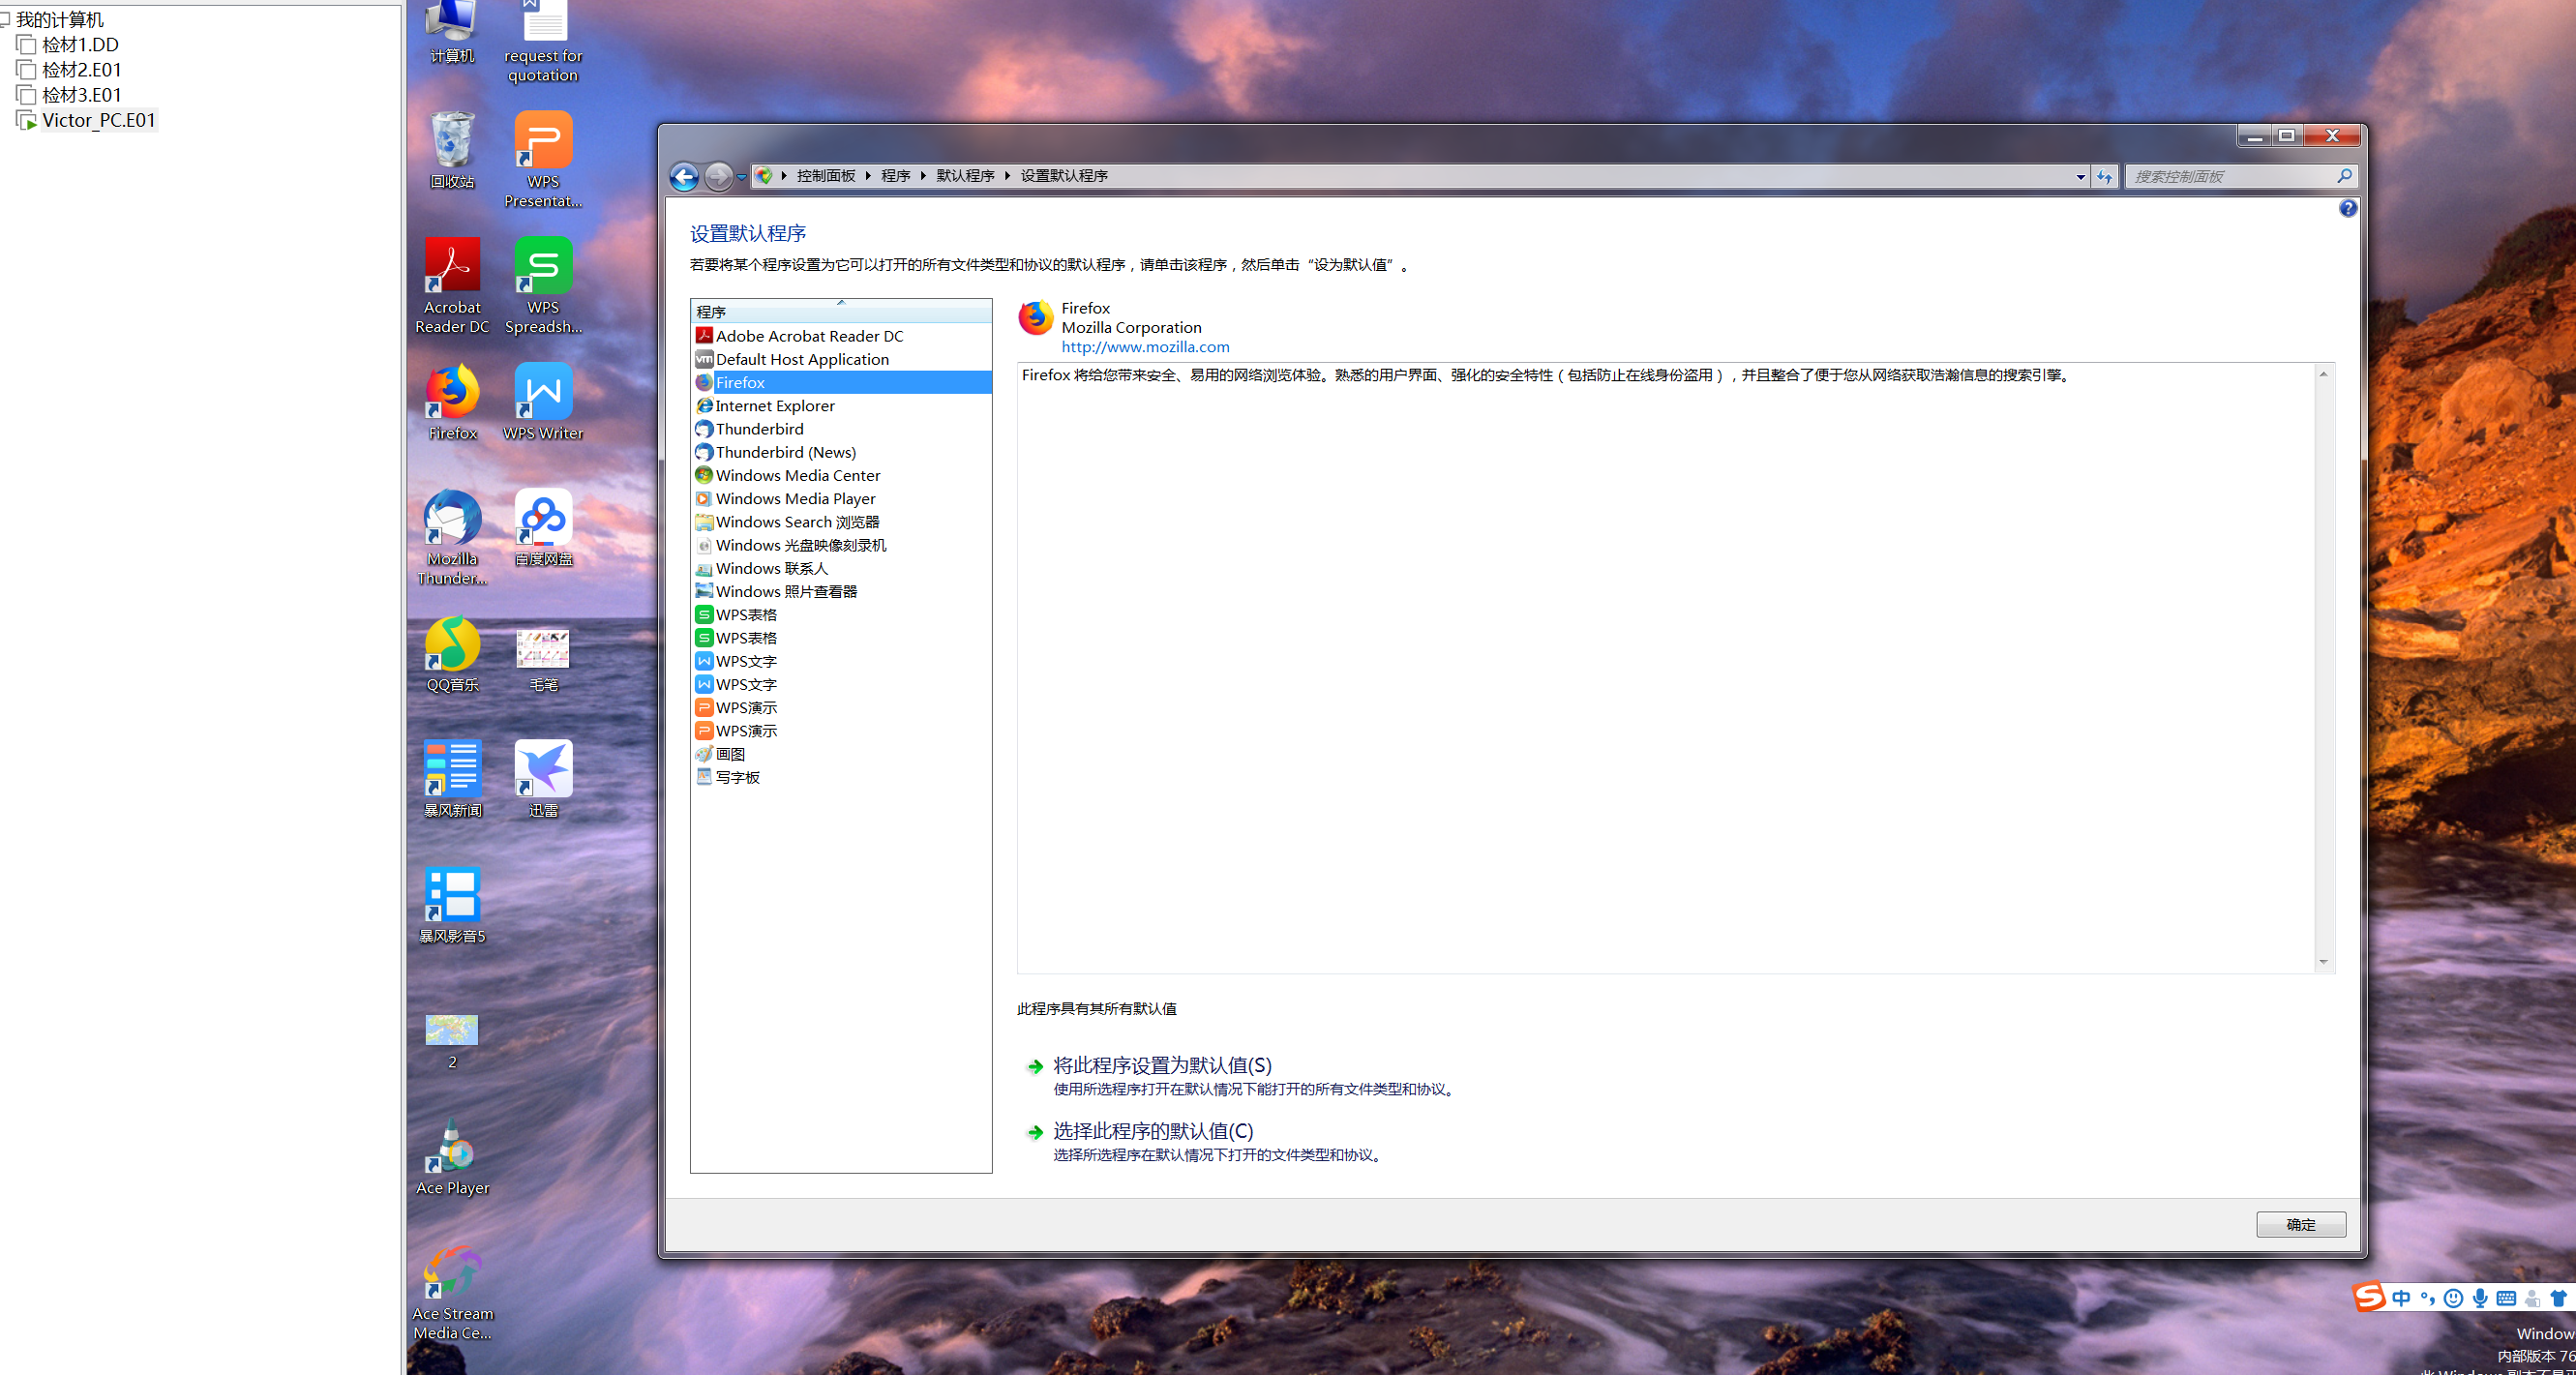 我的计算机
检材1.DD
检材2.E01
检材3.E01
Victor_PC.E01
计算机
request for
quotation
回收站
WPS
Presentat...
Acrobat
Reader DC
WPS
Spreadsh...
Firefox
WPS Writer
Mozilla
Thunder...
百度网盘
QQ音乐
毛笔
暴风新闻
迅雷
暴风影音5
2
Ace Player
Ace Stream
Media Ce...
控制面板
程序
默认程序
设置默认程序
搜索控制面板
设置默认程序
若要将某个程序设置为它可以打开的所有文件类型和协议的默认程序，请单击该程序，然后单击“设为默认值”。
程序
Adobe Acrobat Reader DC
Default Host Application
Firefox
Internet Explorer
Thunderbird
Thunderbird (News)
Windows Media Center
Windows Media Player
Windows Search 浏览器
Windows 光盘映像刻录机
Windows 联系人
Windows 照片查看器
WPS表格
WPS表格
WPS文字
WPS文字
WPS演示
WPS演示
画图
写字板
Firefox
Mozilla Corporation
http://www.mozilla.com
Firefox 将给您带来安全、易用的网络浏览体验。熟悉的用户界面、强化的安全特性（包括防止在线身份盗用），并且整合了便于您从网络获取浩瀚信息的搜索引擎。
此程序具有其所有默认值
将此程序设置为默认值(S)
使用所选程序打开在默认情况下能打开的所有文件类型和协议。
选择此程序的默认值(C)
选择所选程序在默认情况下打开的文件类型和协议。
确定
中
Window
内部版本 76